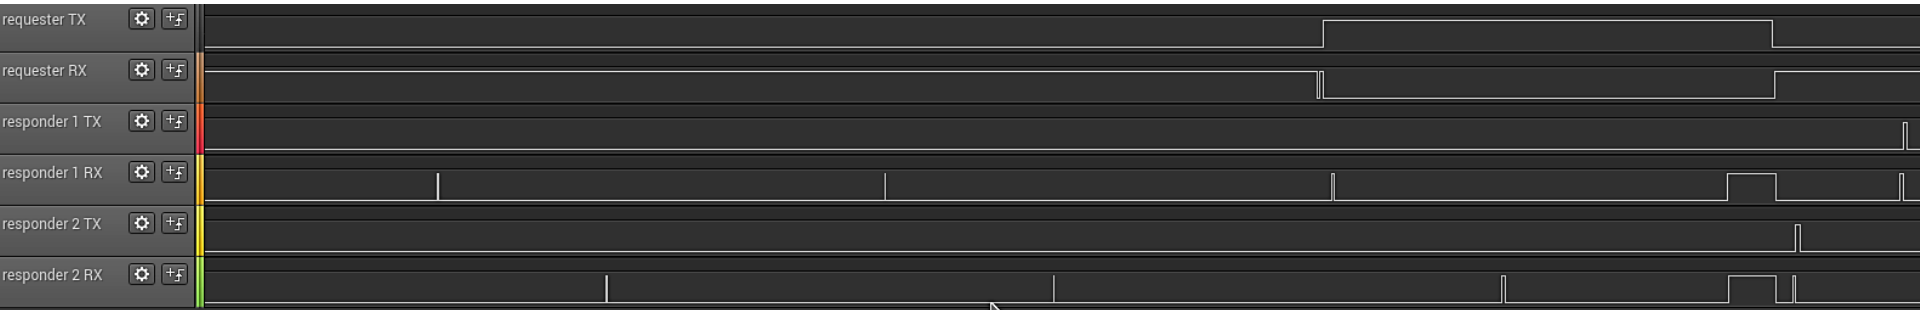 requester TX
requester RX
responder 1 TX
responder 1 RX
responder 2 TX
responder 2 RX